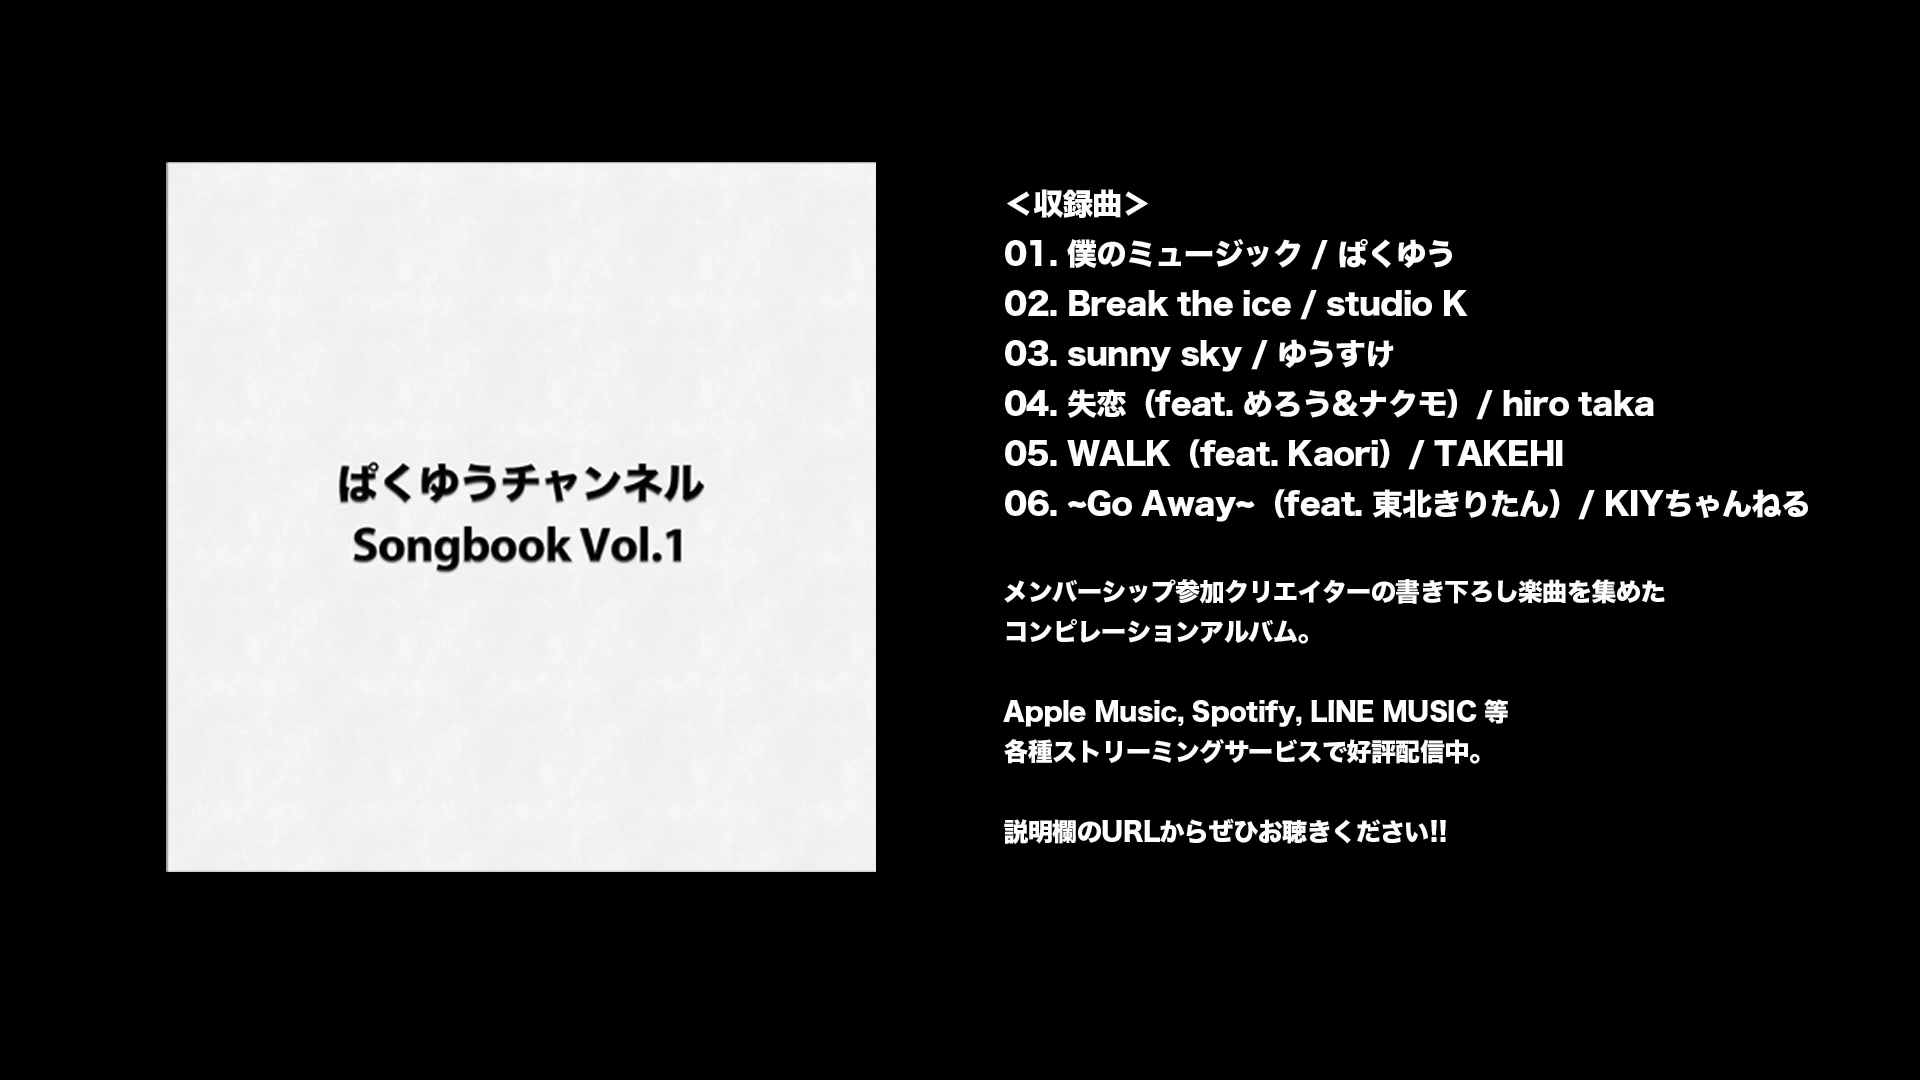 ぱくゆうチャンネル
Songbook Vol.1
＜収録曲＞
01. 僕のミュージック / ぱくゆう
02. Break the ice / studio K
03. sunny sky / ゆうすけ
04. 失恋（feat. めろう&ナクモ）/ hiro taka
05. WALK（feat. Kaori）/ TAKEHI
06. ~Go Away~（feat. 東北きりたん）/ KIYちゃんねる
メンバーシップ参加クリエイターの書き下ろし楽曲を集めた
コンピレーションアルバム。
Apple Music, Spotify, LINE MUSIC 等
各種ストリーミングサービスで好評配信中。
説明欄のURLからぜひお聴きください!!